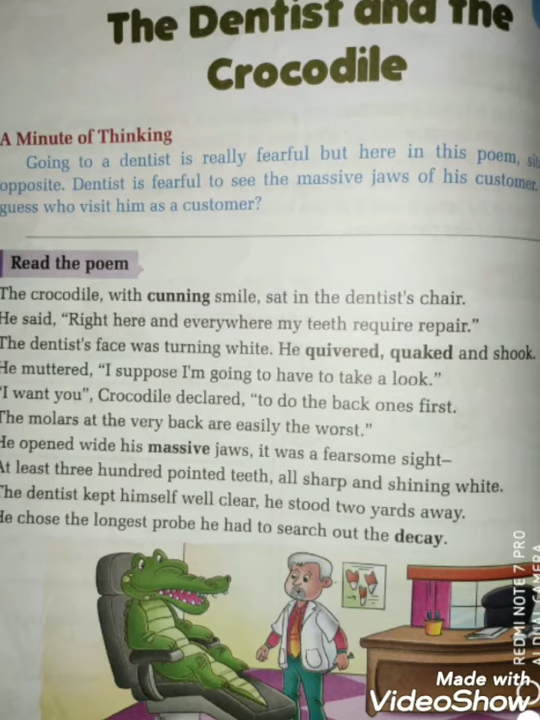 The Dentist and the
Crocodile
A Minute of Thinking
Going to a dentist is really fearful but here in this poem,
opposite. Dentist is fearful to see the massive jaws of his customer.
guess who visit him as a customer?
Read the poem
The crocodile, with cunning smile, sat in the dentist's chair.
He said, “Right here and everywhere my teeth require repair.”
The dentist's face was turning white. He quivered, quaked and shook.
He muttered, “I suppose I'm going to have to take a look.”
“I want you”, Crocodile declared, “to do the back ones first.
The molars at the very back are easily the worst.”
He opened wide his massive jaws, it was a fearsome sight–
At least three hundred pointed teeth, all sharp and shining white.
The dentist kept himself well clear, he stood two yards away.
He chose the longest probe he had to search out the decay.
REDMI NOTE 7 PRO
AI DUAL CAMERA
Made with
VideoShow